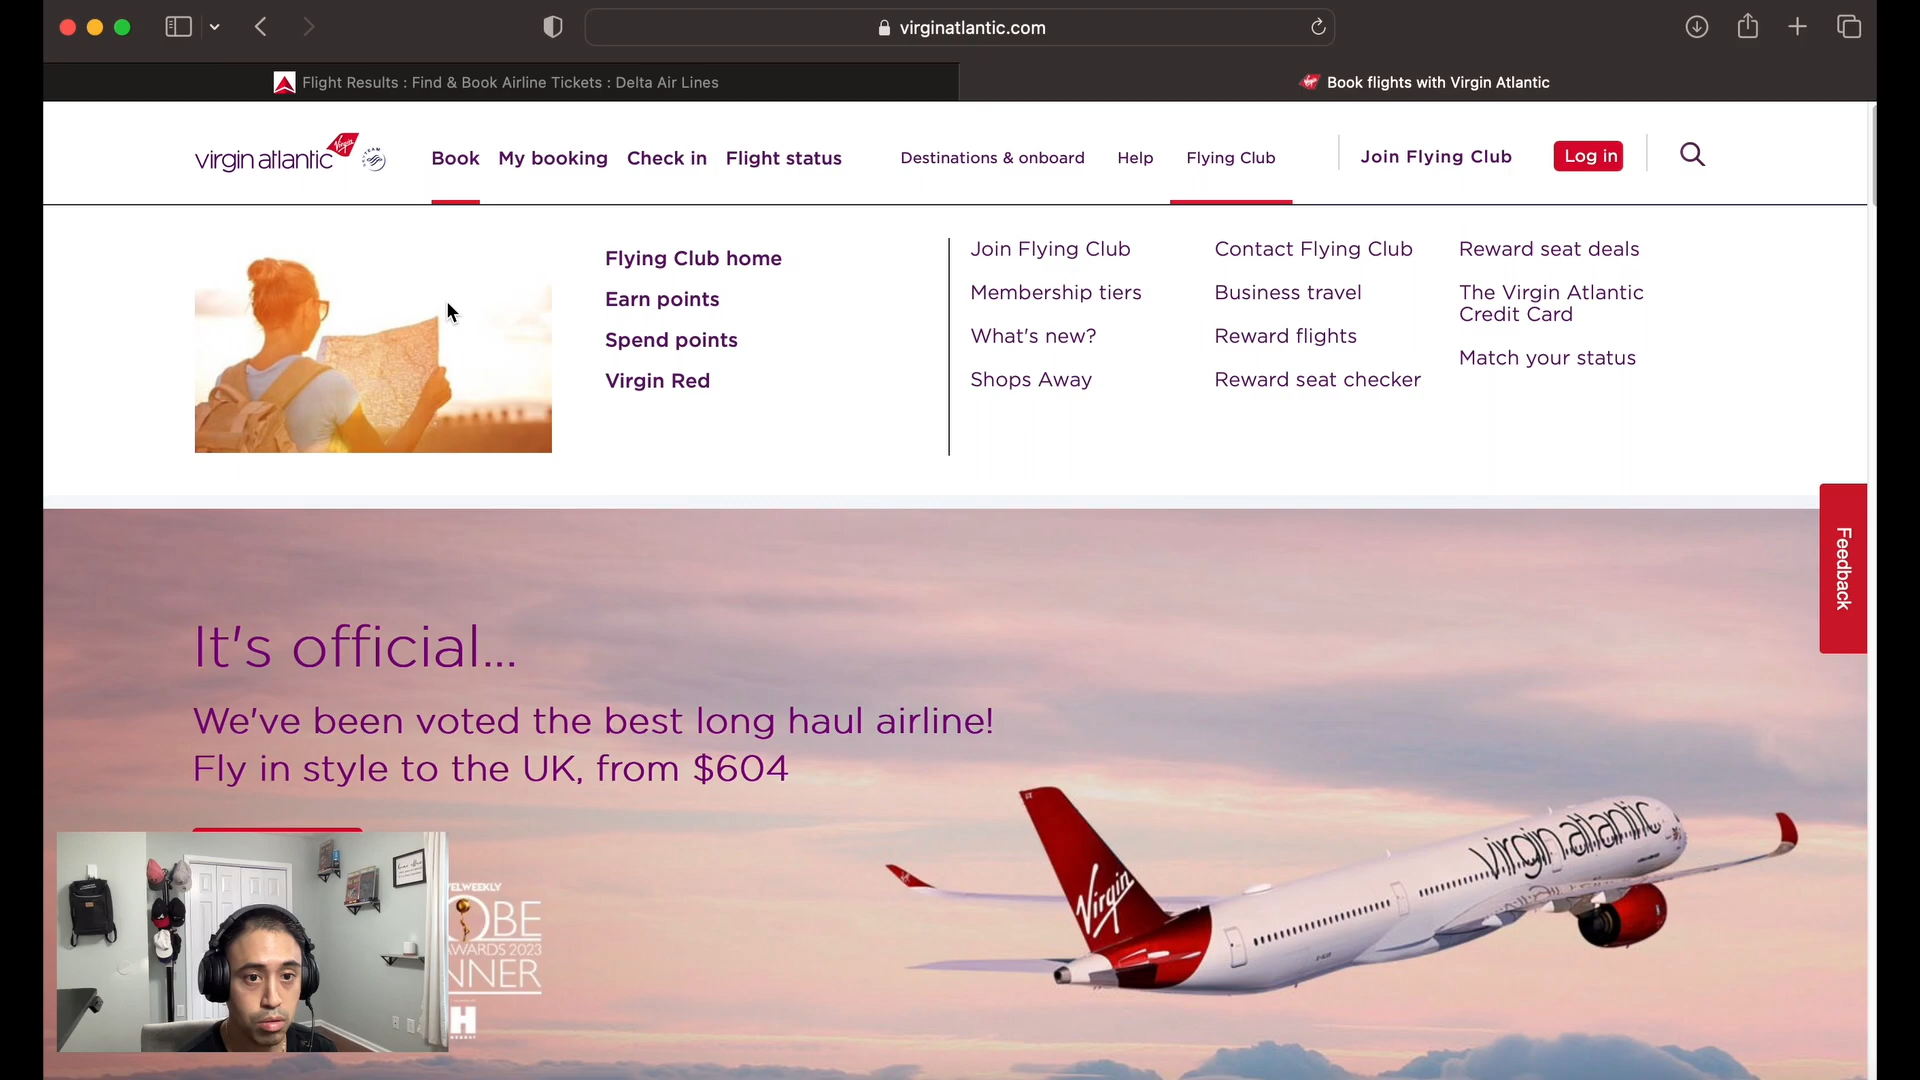 virginatlantic.com
Flight Results : Find & Book Airline Tickets : Delta Air Lines
Book flights with Virgin Atlantic
virgin atlantic
Virgin
Book
My booking
Check in
Flight status
Destinations & onboard
Help
Flying Club
Join Flying Club
Log in
Flying Club home
Earn points
Spend points
Virgin Red
Join Flying Club
Membership tiers
What's new?
Shops Away
Contact Flying Club
Business travel
Reward flights
Reward seat checker
Reward seat deals
The Virgin Atlantic
Credit Card
Match your status
Feedback
It's official...
We've been voted the best long haul airline!
Fly in style to the UK, from $604
virgin atlantic
Virgin
VELWEEKLY
OBE
AWARDS 2023
NNER
H